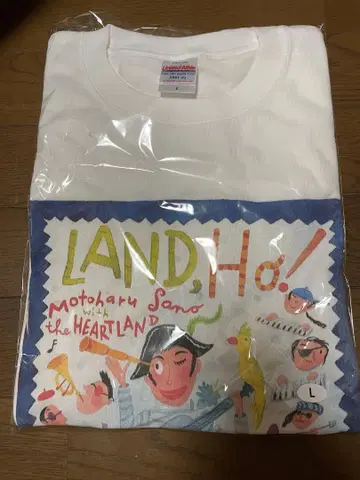 LAND, Ho!
Motoharu Sano
with
the HEARTLAND
L